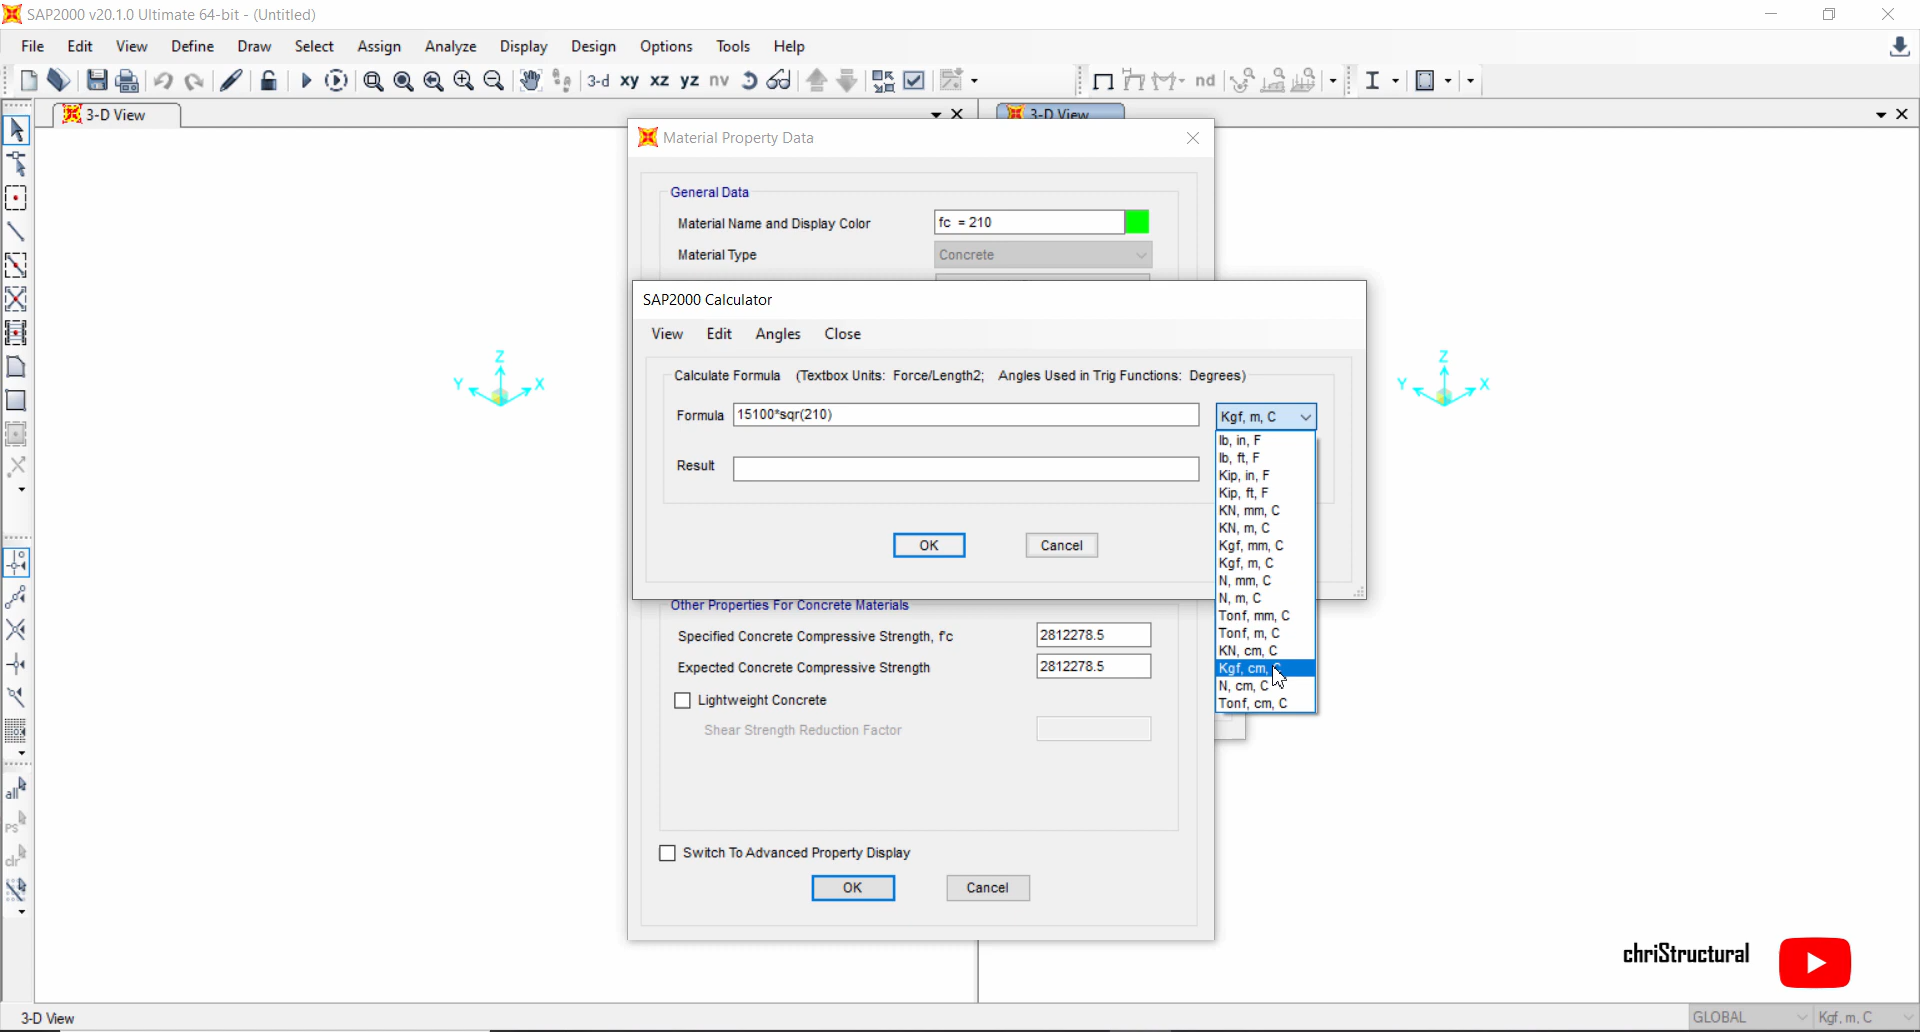 SAP2000 v20.1.0 Ultimate 64-bit - (Untitled)
File Edit View Define Draw Select Assign Analyze Display Design Options Tools Help
3-d xy xz yz nv nd
3-D View
3-D View
Material Property Data
General Data
Material Name and Display Color fc = 210
Material Type Concrete
SAP2000 Calculator
View Edit Angles Close
Calculate Formula (Textbox Units: Force/Length2; Angles Used in Trig Functions: Degrees)
Formula 15100*sqr(210) Kgf, m, C
Result
lb, in, F
lb, ft, F
Kip, in, F
Kip, ft, F
KN, mm, C
KN, m, C
Kgf, mm, C
Kgf, m, C
N, mm, C
N, m, C
Tonf, mm, C
Tonf, m, C
KN, cm, C
Kgf, cm, C
N, cm, C
Tonf, cm, C
OK Cancel
Other Properties For Concrete Materials
Specified Concrete Compressive Strength, f'c 2812278.5
Expected Concrete Compressive Strength 2812278.5
Lightweight Concrete
Shear Strength Reduction Factor
Switch To Advanced Property Display
OK Cancel
Z
Y X
Z
Y X
all
ps
clr
chriStructural
3-D View
GLOBAL Kgf, m, C